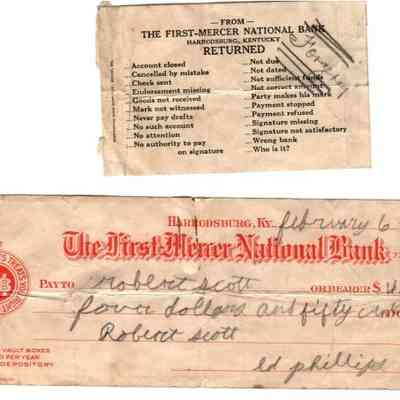 — FROM —
THE FIRST-MERCER NATIONAL BANK
HARRODSBURG, KENTUCKY
RETURNED
Account closed
Cancelled by mistake
Check sent
Endorsement missing
Goods not received
Mark not witnessed
Never pay drafts
No such account
No attention
No authority to pay on signature
Not due
Not dated
Not sufficient funds
Not correct amount
Party makes his mark
Payment stopped
Payment refused
Signature missing
Signature not satisfactory
Wrong bank
Who is it?
Forgery
HARRODSBURG, KY. february 6
The First-Mercer National Bank
PAY TO robert scott OR BEARER $
fower dollars and fifty
Robert scott
VAULT BOXES
PER YEAR
DEPOSITORY
ed phillips